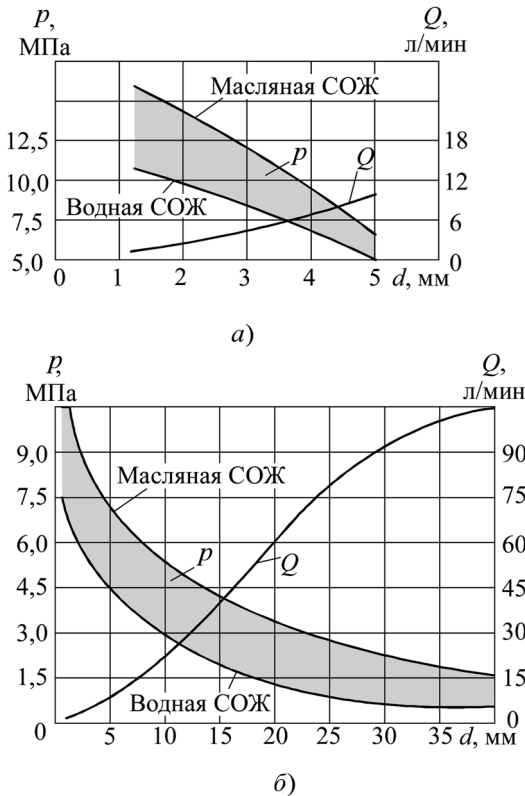 p, Q,
МПа л/мин
Масляная СОЖ
12,5 p Q 18
10,0 12
Водная СОЖ
7,5 6
5,0 0
0 1 2 3 4 5 d, мм
а)
p, Q,
МПа л/мин
9,0 90
Масляная СОЖ
7,5 75
6,0 p Q 60
4,5 45
3,0 30
1,5 15
Водная СОЖ
0 0
5 10 15 20 25 30 35 d, мм
б)